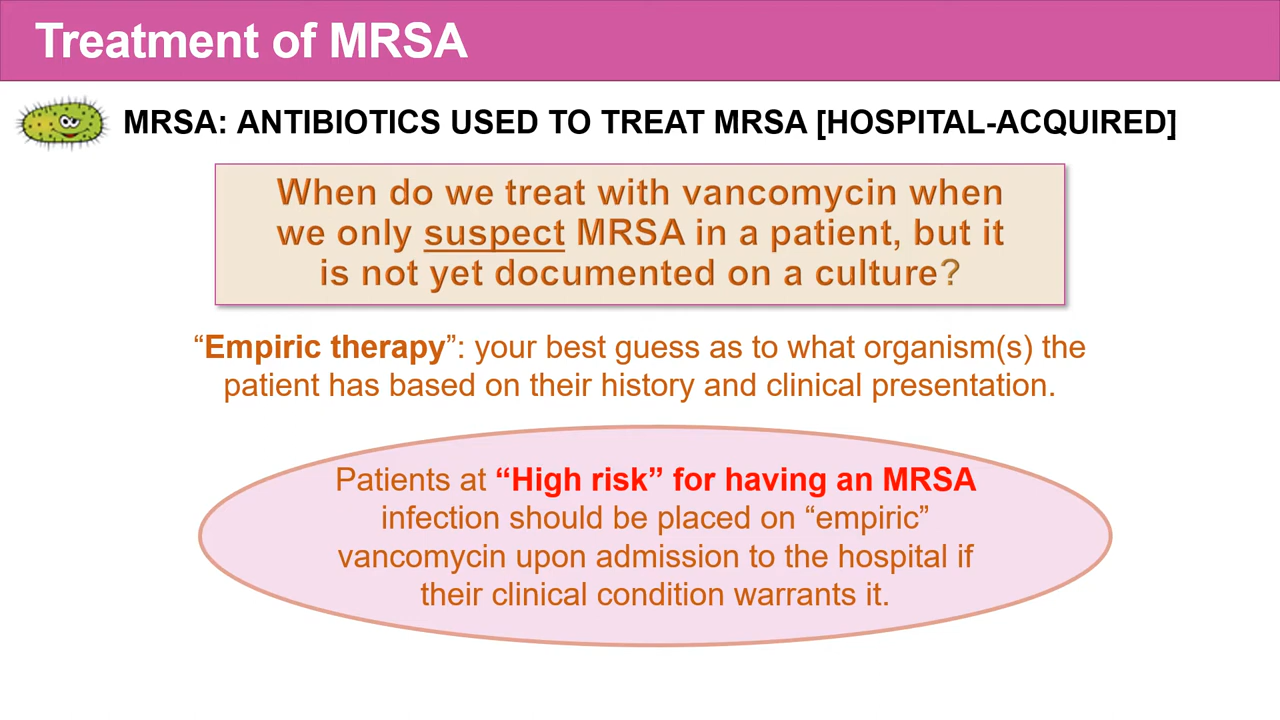 Treatment of MRSA
MRSA: ANTIBIOTICS USED TO TREAT MRSA [HOSPITAL-ACQUIRED]
When do we treat with vancomycin when
we only suspect MRSA in a patient, but it
is not yet documented on a culture?
“Empiric therapy”: your best guess as to what organism(s) the
patient has based on their history and clinical presentation.
Patients at “High risk” for having an MRSA
infection should be placed on “empiric”
vancomycin upon admission to the hospital if
their clinical condition warrants it.